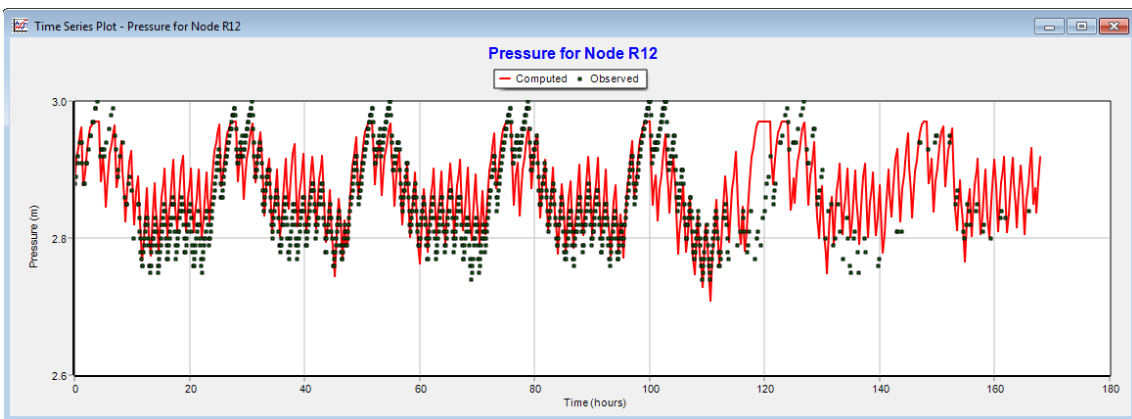 Time Series Plot - Pressure for Node R12
Pressure for Node R12
Computed Observed
3.0
2.8
2.6
Pressure (m)
0 20 40 60 80 100 120 140 160 180
Time (hours)